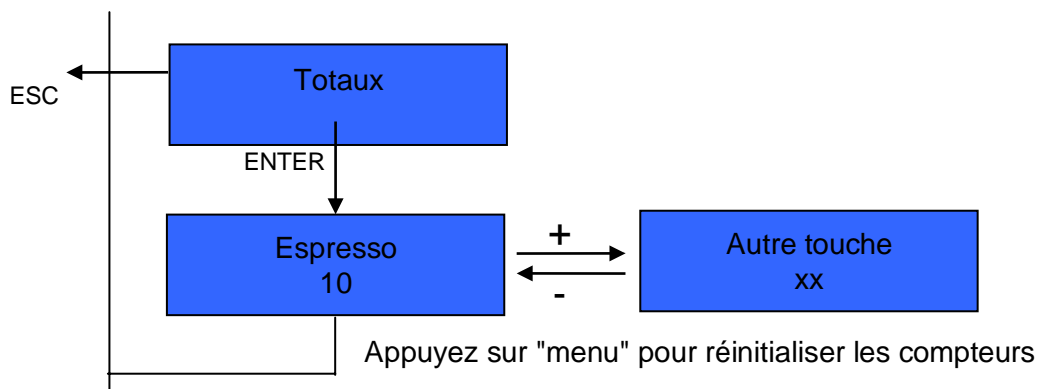 Totaux
ESC
ENTER
Espresso
10
+
-
Autre touche
xx
Appuyez sur "menu" pour réinitialiser les compteurs